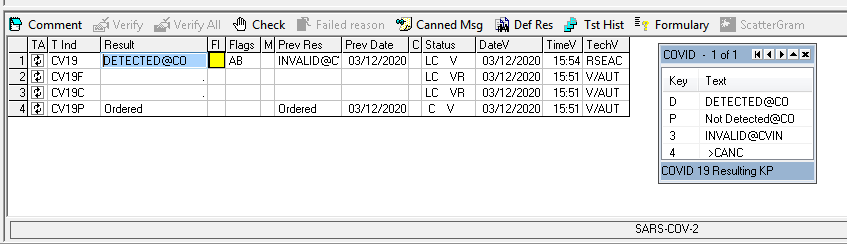 Comment Verify Verify All Check Failed reason Canned Msg Def Res Tst Hist Formulary ScatterGram
TA T Ind Result Fl Flags M Prev Res Prev Date C Status DateV TimeV TechV
1 CV19 DETECTED@CO AB INVALID@C 03/12/2020 LC V 03/12/2020 15:54 RSEAC
2 CV19F . LC VR 03/12/2020 15:51 V/AUT
3 CV19C . LC VR 03/12/2020 15:51 V/AUT
4 CV19P Ordered Ordered 03/12/2020 C V 03/12/2020 15:51 V/AUT
COVID - 1 of 1
Key Text
D DETECTED@CO
P Not Detected@CO
3 INVALID@CVIN
4 >CANC
COVID 19 Resulting KP
SARS-COV-2